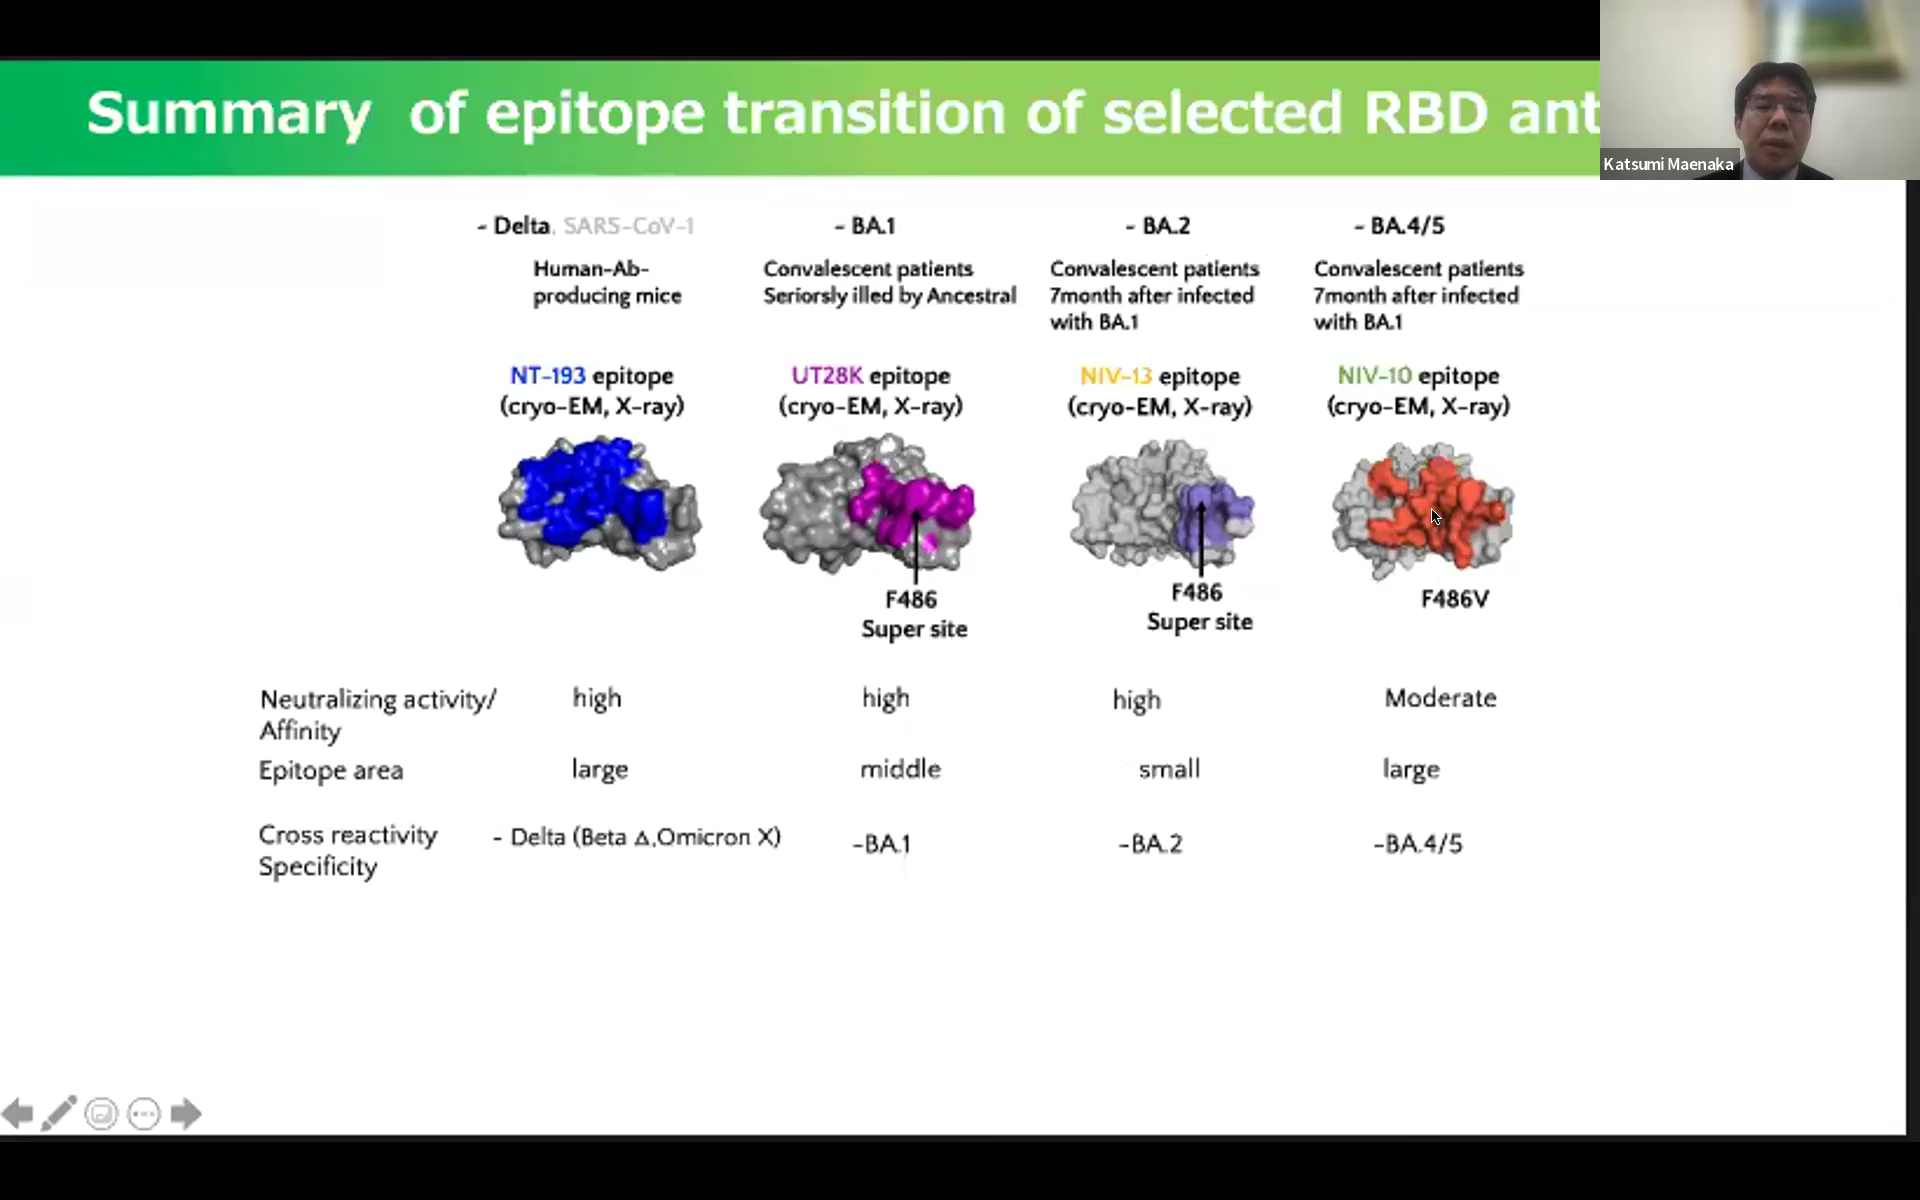 Summary of epitope transition of selected RBD ant
Katsumi Maenaka
- Delta, SARS-CoV-1
- BA.1
- BA.2
- BA.4/5
Human-Ab-
producing mice
Convalescent patients
Seriorsly illed by Ancestral
Convalescent patients
7month after infected
with BA.1
Convalescent patients
7month after infected
with BA.1
NT-193 epitope
(cryo-EM, X-ray)
UT28K epitope
(cryo-EM, X-ray)
NIV-13 epitope
(cryo-EM, X-ray)
NIV-10 epitope
(cryo-EM, X-ray)
F486
Super site
F486
Super site
F486V
Neutralizing activity/
Affinity
high
high
high
Moderate
Epitope area
large
middle
small
large
Cross reactivity
Specificity
- Delta (Beta Δ,Omicron X)
-BA.1
-BA.2
-BA.4/5